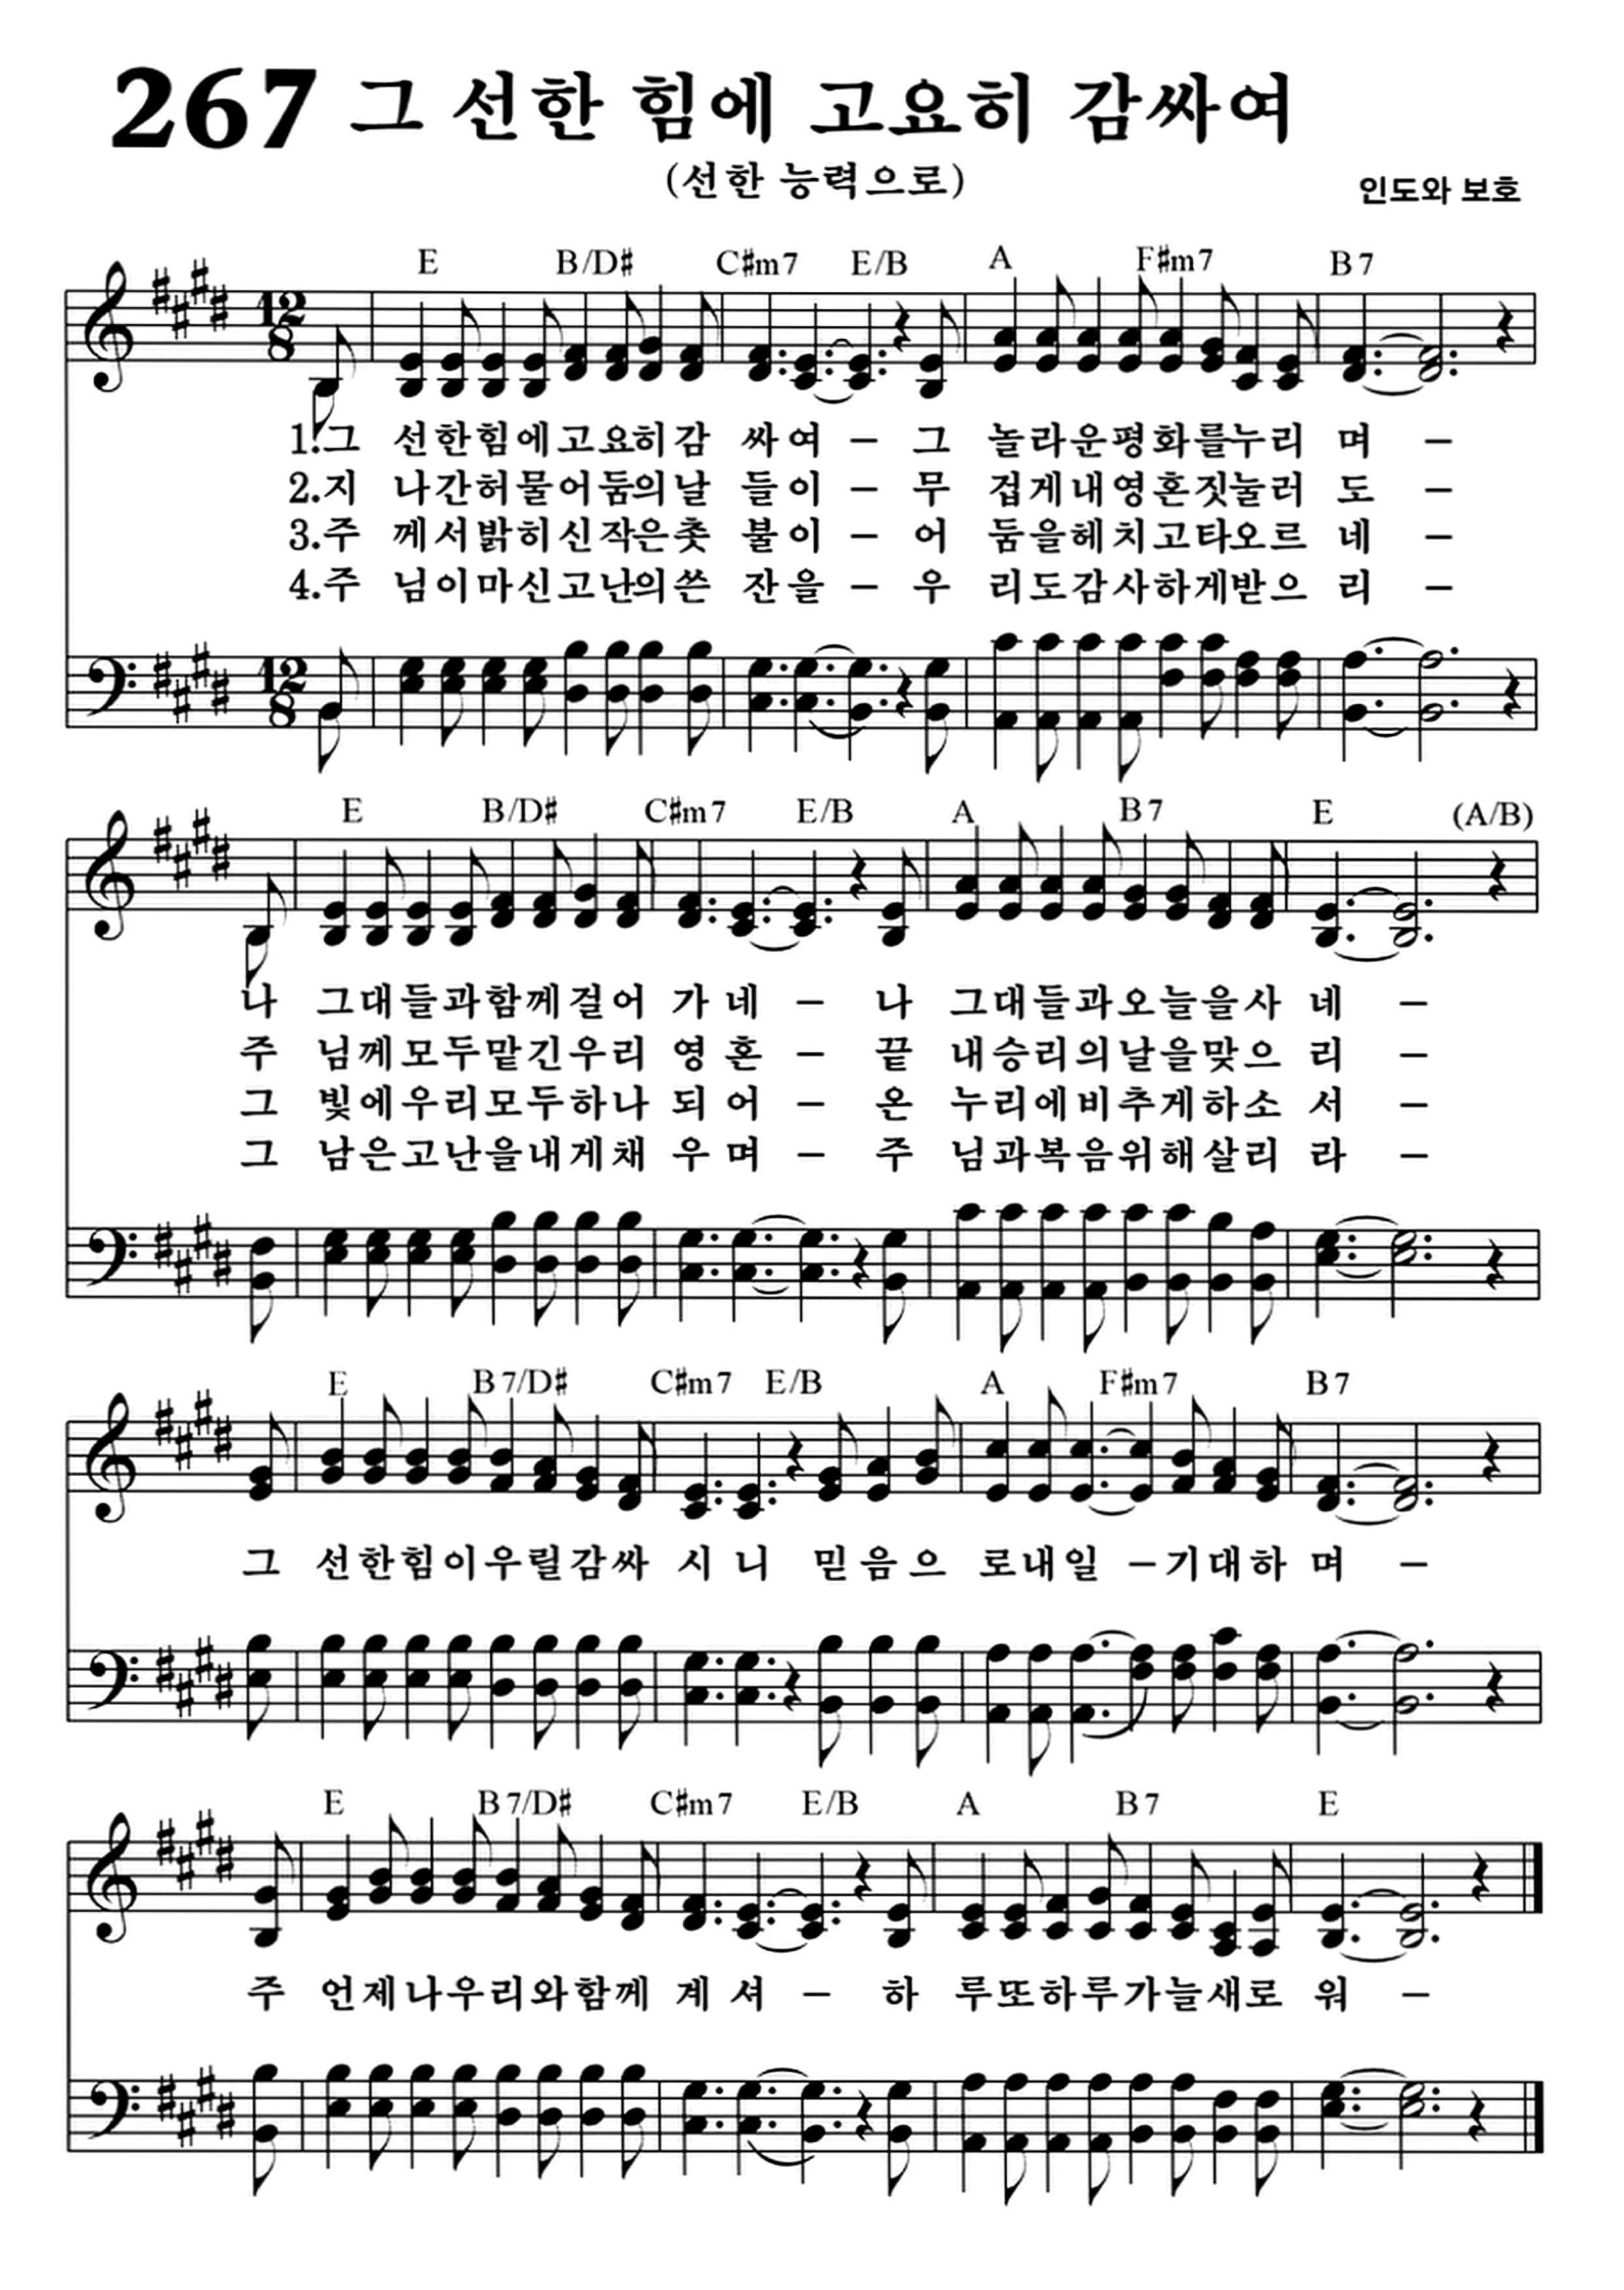 267 그 선한 힘에 고요히 감싸여
(선한 능력으로)
인도와 보호
E B/D♯ C♯m7 E/B A F♯m7 B7
12 8
1.그 선한힘에고요히감 싸여 – 그 놀라운평화를누리 며 –
2.지 나간허물어둠의날 들이 – 무 겁게내영혼짓눌러 도 –
3.주 께서밝히신작은촛 불이 – 어 둠을헤치고타오르 네 –
4.주 님이마신고난의쓴 잔을 – 우 리도감사하게받으 리 –
12 8
E B/D♯ C♯m7 E/B A B7 E (A/B)
나 그대들과함께걸어 가네 – 나 그대들과오늘을사 네 –
주 님께모두맡긴우리 영혼 – 끝 내승리의날을맞으 리 –
그 빛에우리모두하나 되어 – 온 누리에비추게하소 서 –
그 남은고난을내게채 우며 – 주 님과복음위해살리 라 –
E B7/D♯ C♯m7 E/B A F♯m7 B7
그 선한힘이우릴감싸 시니 믿음으 로내일 –기대하 며 –
E B7/D♯ C♯m7 E/B A B7 E
주 언제나우리와함께 계셔 – 하 루또하루가늘새로 워 –